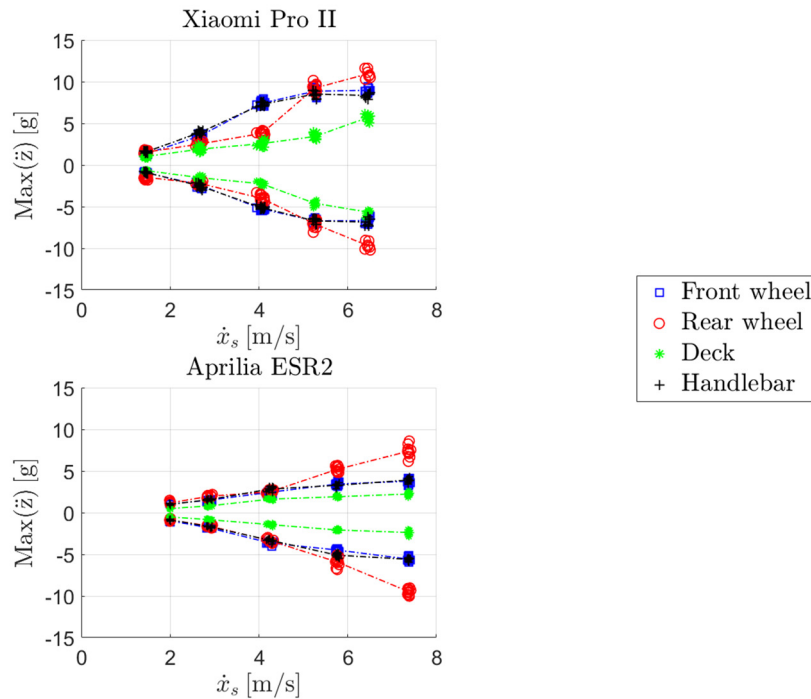 Xiaomi Pro II
15
10
5
0
-5
-10
-15
Max(z̈) [g]
0 2 4 6 8
ẋₛ [m/s]
Front wheel
Rear wheel
Deck
Handlebar
Aprilia ESR2
15
10
5
0
-5
-10
-15
Max(z̈) [g]
0 2 4 6 8
ẋₛ [m/s]